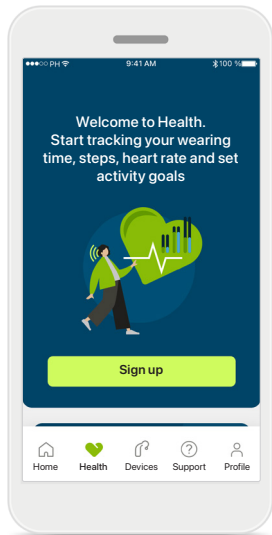 ●●●○○ PH 9:41 AM 100 %
Welcome to Health.
Start tracking your wearing
time, steps, heart rate and set
activity goals
Sign up
Home Health Devices Support Profile